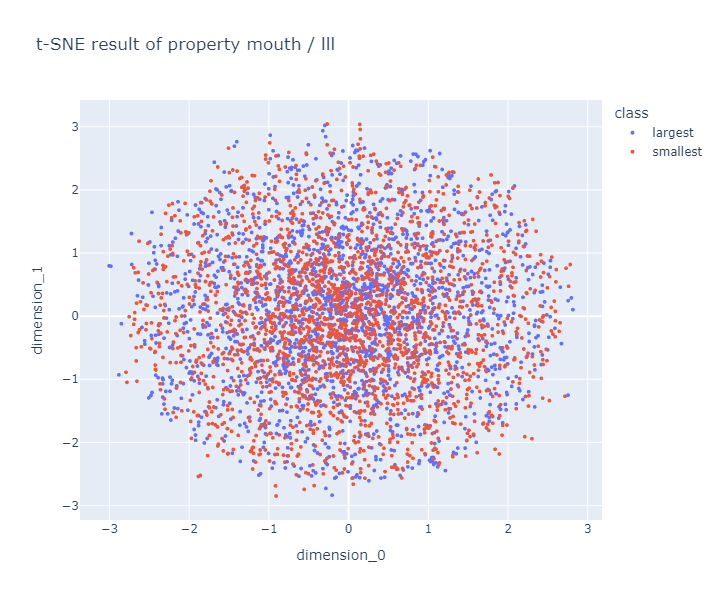 t-SNE result of property mouth / lll
class
largest
smallest
dimension_1
3
2
1
0
−1
−2
−3
−3
−2
−1
0
1
2
3
dimension_0